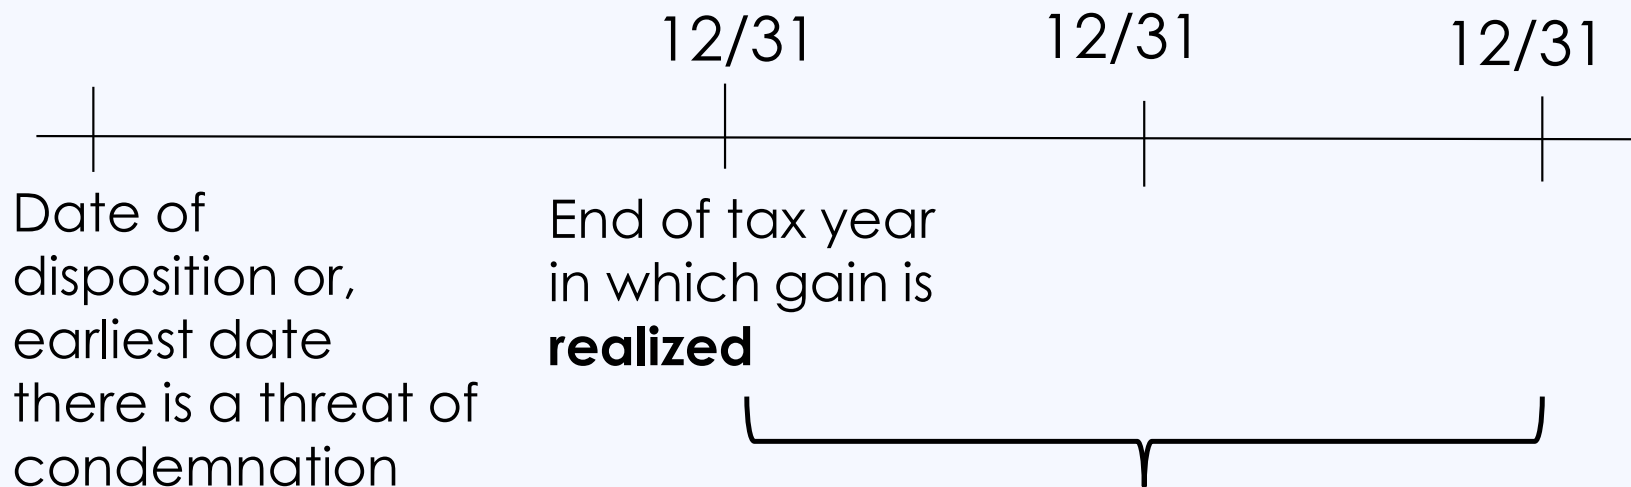 12/31
12/31
12/31
Date of
disposition or,
earliest date
there is a threat of
condemnation
End of tax year
in which gain is
realized